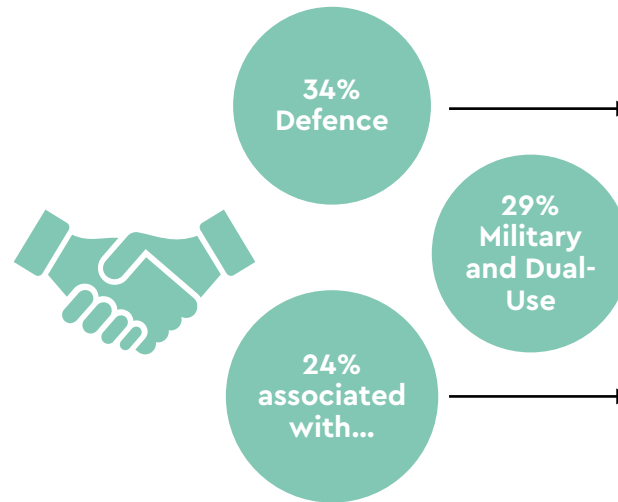 34%
Defence
29%
Military
and Dual-
Use
24%
associated
with...